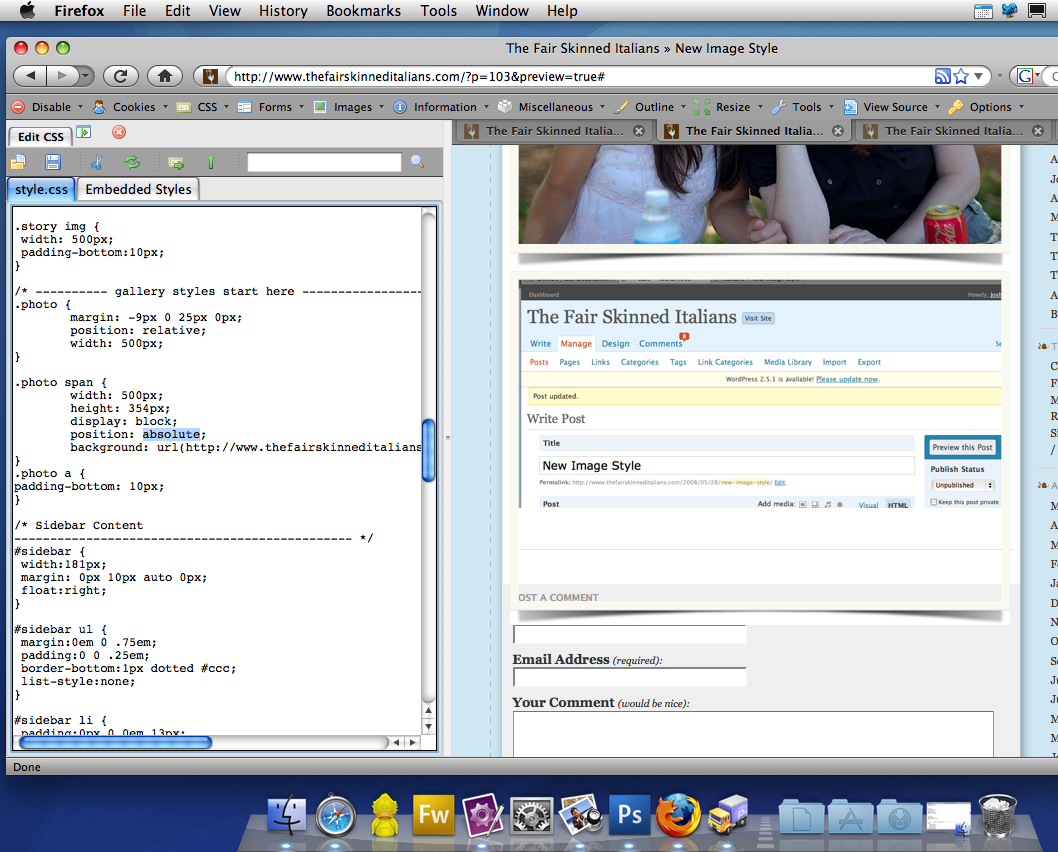 Firefox File Edit View History Bookmarks Tools Window Help
The Fair Skinned Italians » New Image Style
http://www.thefairskinneditalians.com/?p=103&preview=true#
Disable Cookies CSS Forms Images Information Miscellaneous Outline Resize Tools View Source Options
Edit CSS
The Fair Skinned Italia... The Fair Skinned Italia... The Fair Skinned Italia...
style.css Embedded Styles
.story img {
width: 500px;
padding-bottom:10px;
}
/* ---------- gallery styles start here -----------------
.photo {
margin: -9px 0 25px 0px;
position: relative;
width: 500px;
}
.photo span {
width: 500px;
height: 354px;
display: block;
position: absolute;
background: url(http://www.thefairskinneditalians
}
.photo a {
padding-bottom: 10px;
}
/* Sidebar Content
----------------------------------------------- */
#sidebar {
width:181px;
margin: 0px 10px auto 0px;
float:right;
}
#sidebar ul {
margin:0em 0 .75em;
padding:0 0 .25em;
border-bottom:1px dotted #ccc;
list-style:none;
}
#sidebar li {
padding:0px 0 0em 13px;
Done
Coca-Cola
Dashboard
Howdy, Josh
The Fair Skinned Italians Visit Site
Write Manage Design Comments 8
Posts Pages Links Categories Tags Link Categories Media Library Import Export
WordPress 2.5.1 is available! Please update now.
Post updated.
Write Post
Title
New Image Style
Permalink: http://www.thefairskinneditalians.com/2008/05/28/new-image-style/ Edit
Post Add media: Visual HTML
Preview this Post
Publish Status
Unpublished
Keep this post private
OST A COMMENT
Email Address (required):
Your Comment (would be nice):
Fw
Ps